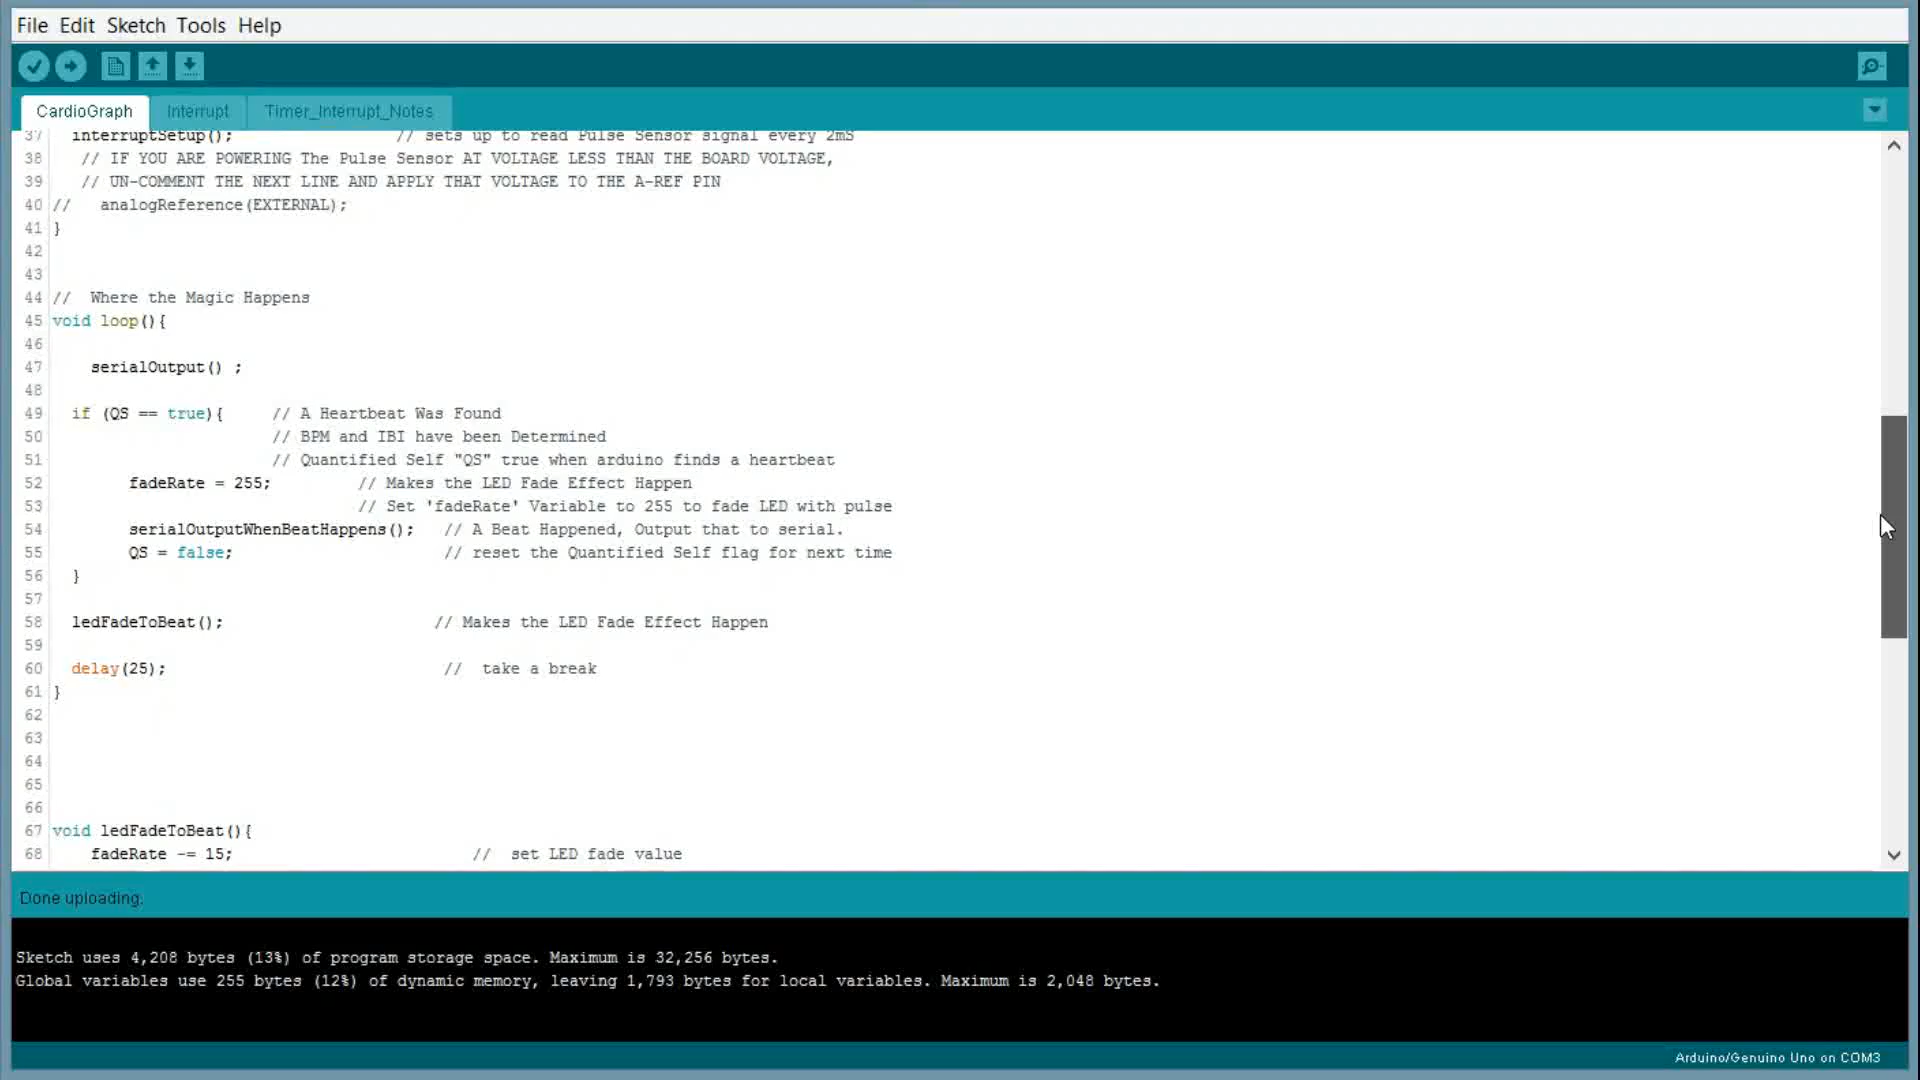 File Edit Sketch Tools Help
CardioGraph Interrupt Timer_Interrupt_Notes
37 interruptSetup(); // sets up to read Pulse Sensor signal every 2mS
38 // IF YOU ARE POWERING The Pulse Sensor AT VOLTAGE LESS THAN THE BOARD VOLTAGE,
39 // UN-COMMENT THE NEXT LINE AND APPLY THAT VOLTAGE TO THE A-REF PIN
40 // analogReference(EXTERNAL);
41 }
42
43
44 // Where the Magic Happens
45 void loop(){
46
47 serialOutput() ;
48
49 if (QS == true){ // A Heartbeat Was Found
50 // BPM and IBI have been Determined
51 // Quantified Self "QS" true when arduino finds a heartbeat
52 fadeRate = 255; // Makes the LED Fade Effect Happen
53 // Set 'fadeRate' Variable to 255 to fade LED with pulse
54 serialOutputWhenBeatHappens(); // A Beat Happened, Output that to serial.
55 QS = false; // reset the Quantified Self flag for next time
56 }
57
58 ledFadeToBeat(); // Makes the LED Fade Effect Happen
59
60 delay(25); // take a break
61 }
62
63
64
65
66
67 void ledFadeToBeat(){
68 fadeRate -= 15; // set LED fade value
Done uploading.
Sketch uses 4,208 bytes (13%) of program storage space. Maximum is 32,256 bytes.
Global variables use 255 bytes (12%) of dynamic memory, leaving 1,793 bytes for local variables. Maximum is 2,048 bytes.
Arduino/Genuino Uno on COM3